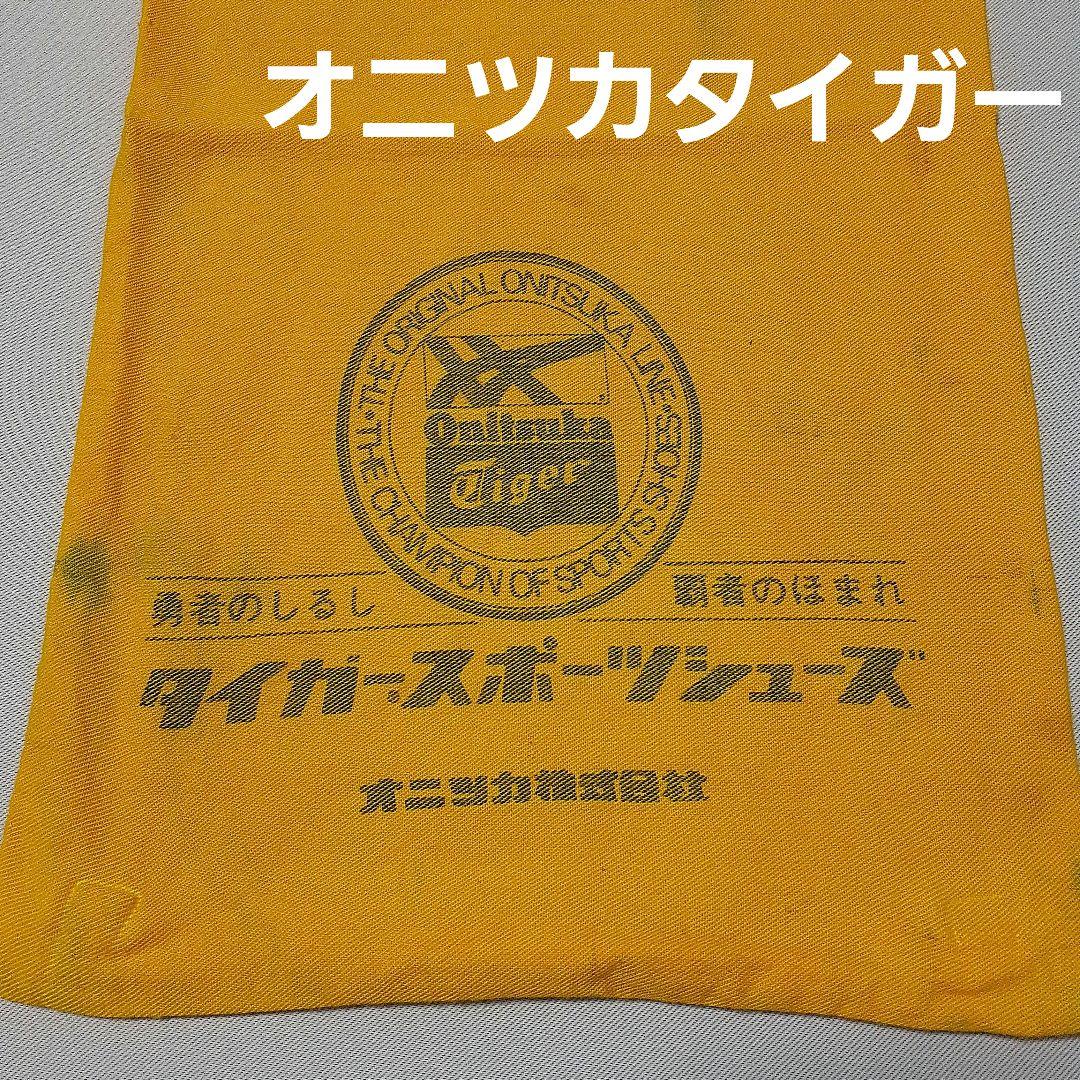 オニツカタイガー
THE ORIGINAL ONITSUKA LINE・
THE CHAMPION OF SPORTS SHOES・
Onitsuka
Tiger
勇者のしるし 覇者のほまれ
タイガースポーツシューズ
オニツカ株式会社